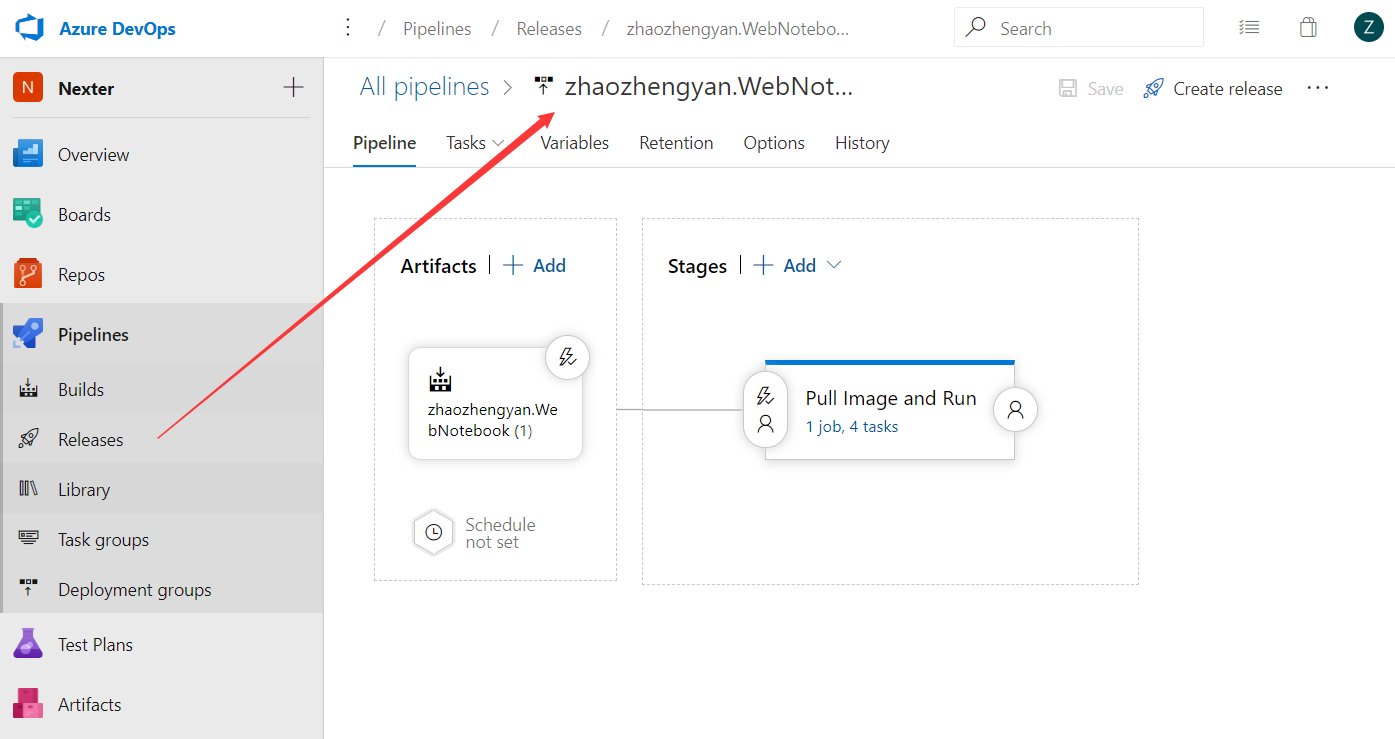 Azure DevOps
/ Pipelines / Releases / zhaozhengyan.WebNotebo...
Search
Z
N Nexter
Overview
Boards
Repos
Pipelines
Builds
Releases
Library
Task groups
Deployment groups
Test Plans
Artifacts
All pipelines > zhaozhengyan.WebNot...
Save
Create release
Pipeline
Tasks
Variables
Retention
Options
History
Artifacts | + Add
zhaozhengyan.We
bNotebook (1)
Schedule
not set
Stages | + Add
Pull Image and Run
1 job, 4 tasks